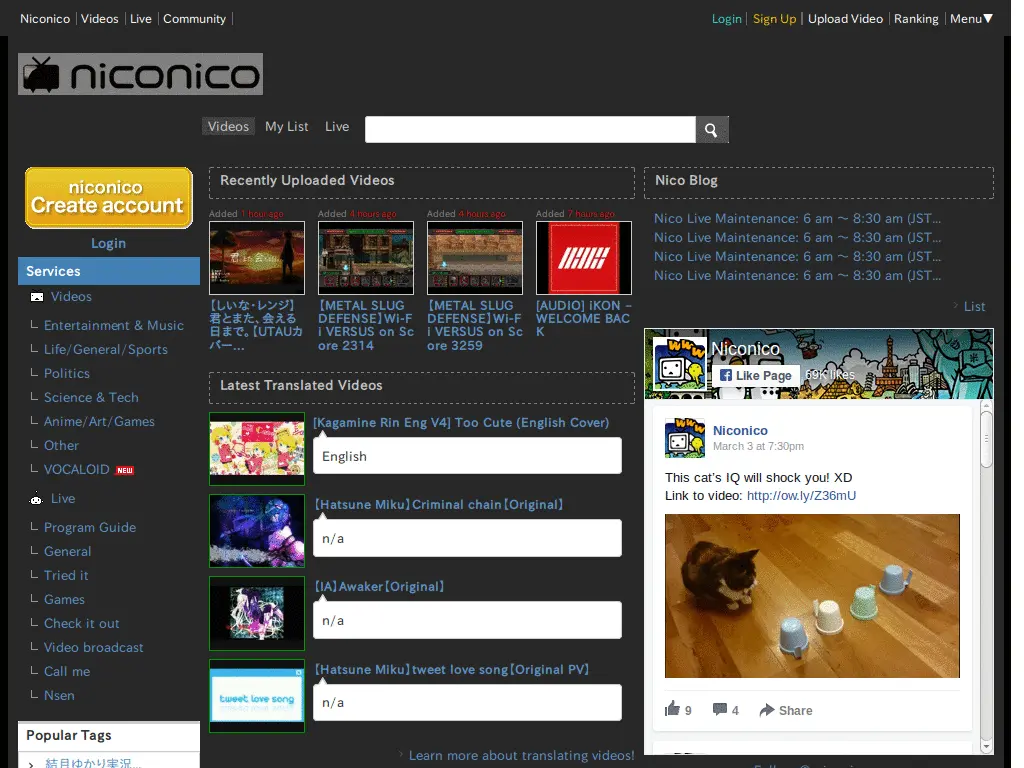 Niconico Videos Live Community
Login Sign Up Upload Video Ranking Menu▼
niconico
Videos My List Live
niconico
Create account
Login
Services
Videos
Entertainment & Music
Life/General/Sports
Politics
Science & Tech
Anime/Art/Games
Other
VOCALOID NEW
Live
Program Guide
General
Tried it
Games
Check it out
Video broadcast
Call me
Nsen
Popular Tags
結月ゆかり実況...
Recently Uploaded Videos
Added 1 hour ago
【しいな・レンジ】
君とまた、会える
日まで。【UTAUカ
バー...
Added 4 hours ago
【METAL SLUG
DEFENSE】Wi-F
i VERSUS on Sc
ore 2314
Added 4 hours ago
【METAL SLUG
DEFENSE】Wi-F
i VERSUS on Sc
ore 3259
Added 7 hours ago
[AUDIO] iKON –
WELCOME BAC
K
Latest Translated Videos
[Kagamine Rin Eng V4] Too Cute (English Cover)
English
【Hatsune Miku】Criminal chain【Original】
n/a
【IA】Awaker【Original】
n/a
tweet love song
【Hatsune Miku】tweet love song【Original PV】
n/a
Learn more about translating videos!
Nico Blog
Nico Live Maintenance: 6 am ～ 8:30 am (JST...
Nico Live Maintenance: 6 am ～ 8:30 am (JST...
Nico Live Maintenance: 6 am ～ 8:30 am (JST...
Nico Live Maintenance: 6 am ～ 8:30 am (JST...
List
Niconico
Like Page 69K likes
Niconico
March 3 at 7:30pm
This cat's IQ will shock you! XD
Link to video: http://ow.ly/Z36mU
9 4 Share